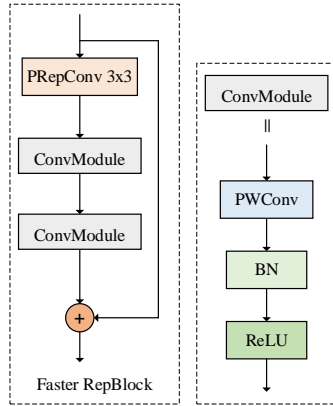 PRepConv 3x3
ConvModule
ConvModule
+
Faster RepBlock
ConvModule
=
PWConv
BN
ReLU